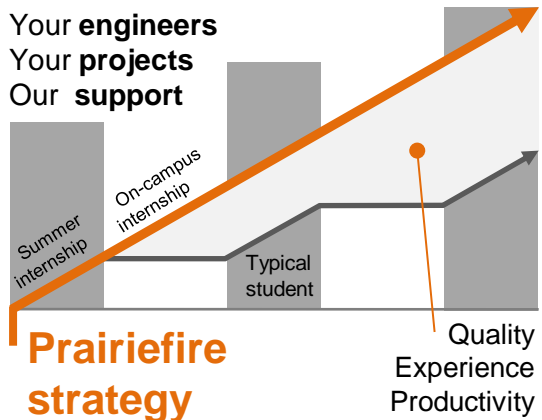 Your engineers
Your projects
Our support
On-campus
internship
Summer
internship
Typical
student
Prairiefire
strategy
Quality
Experience
Productivity